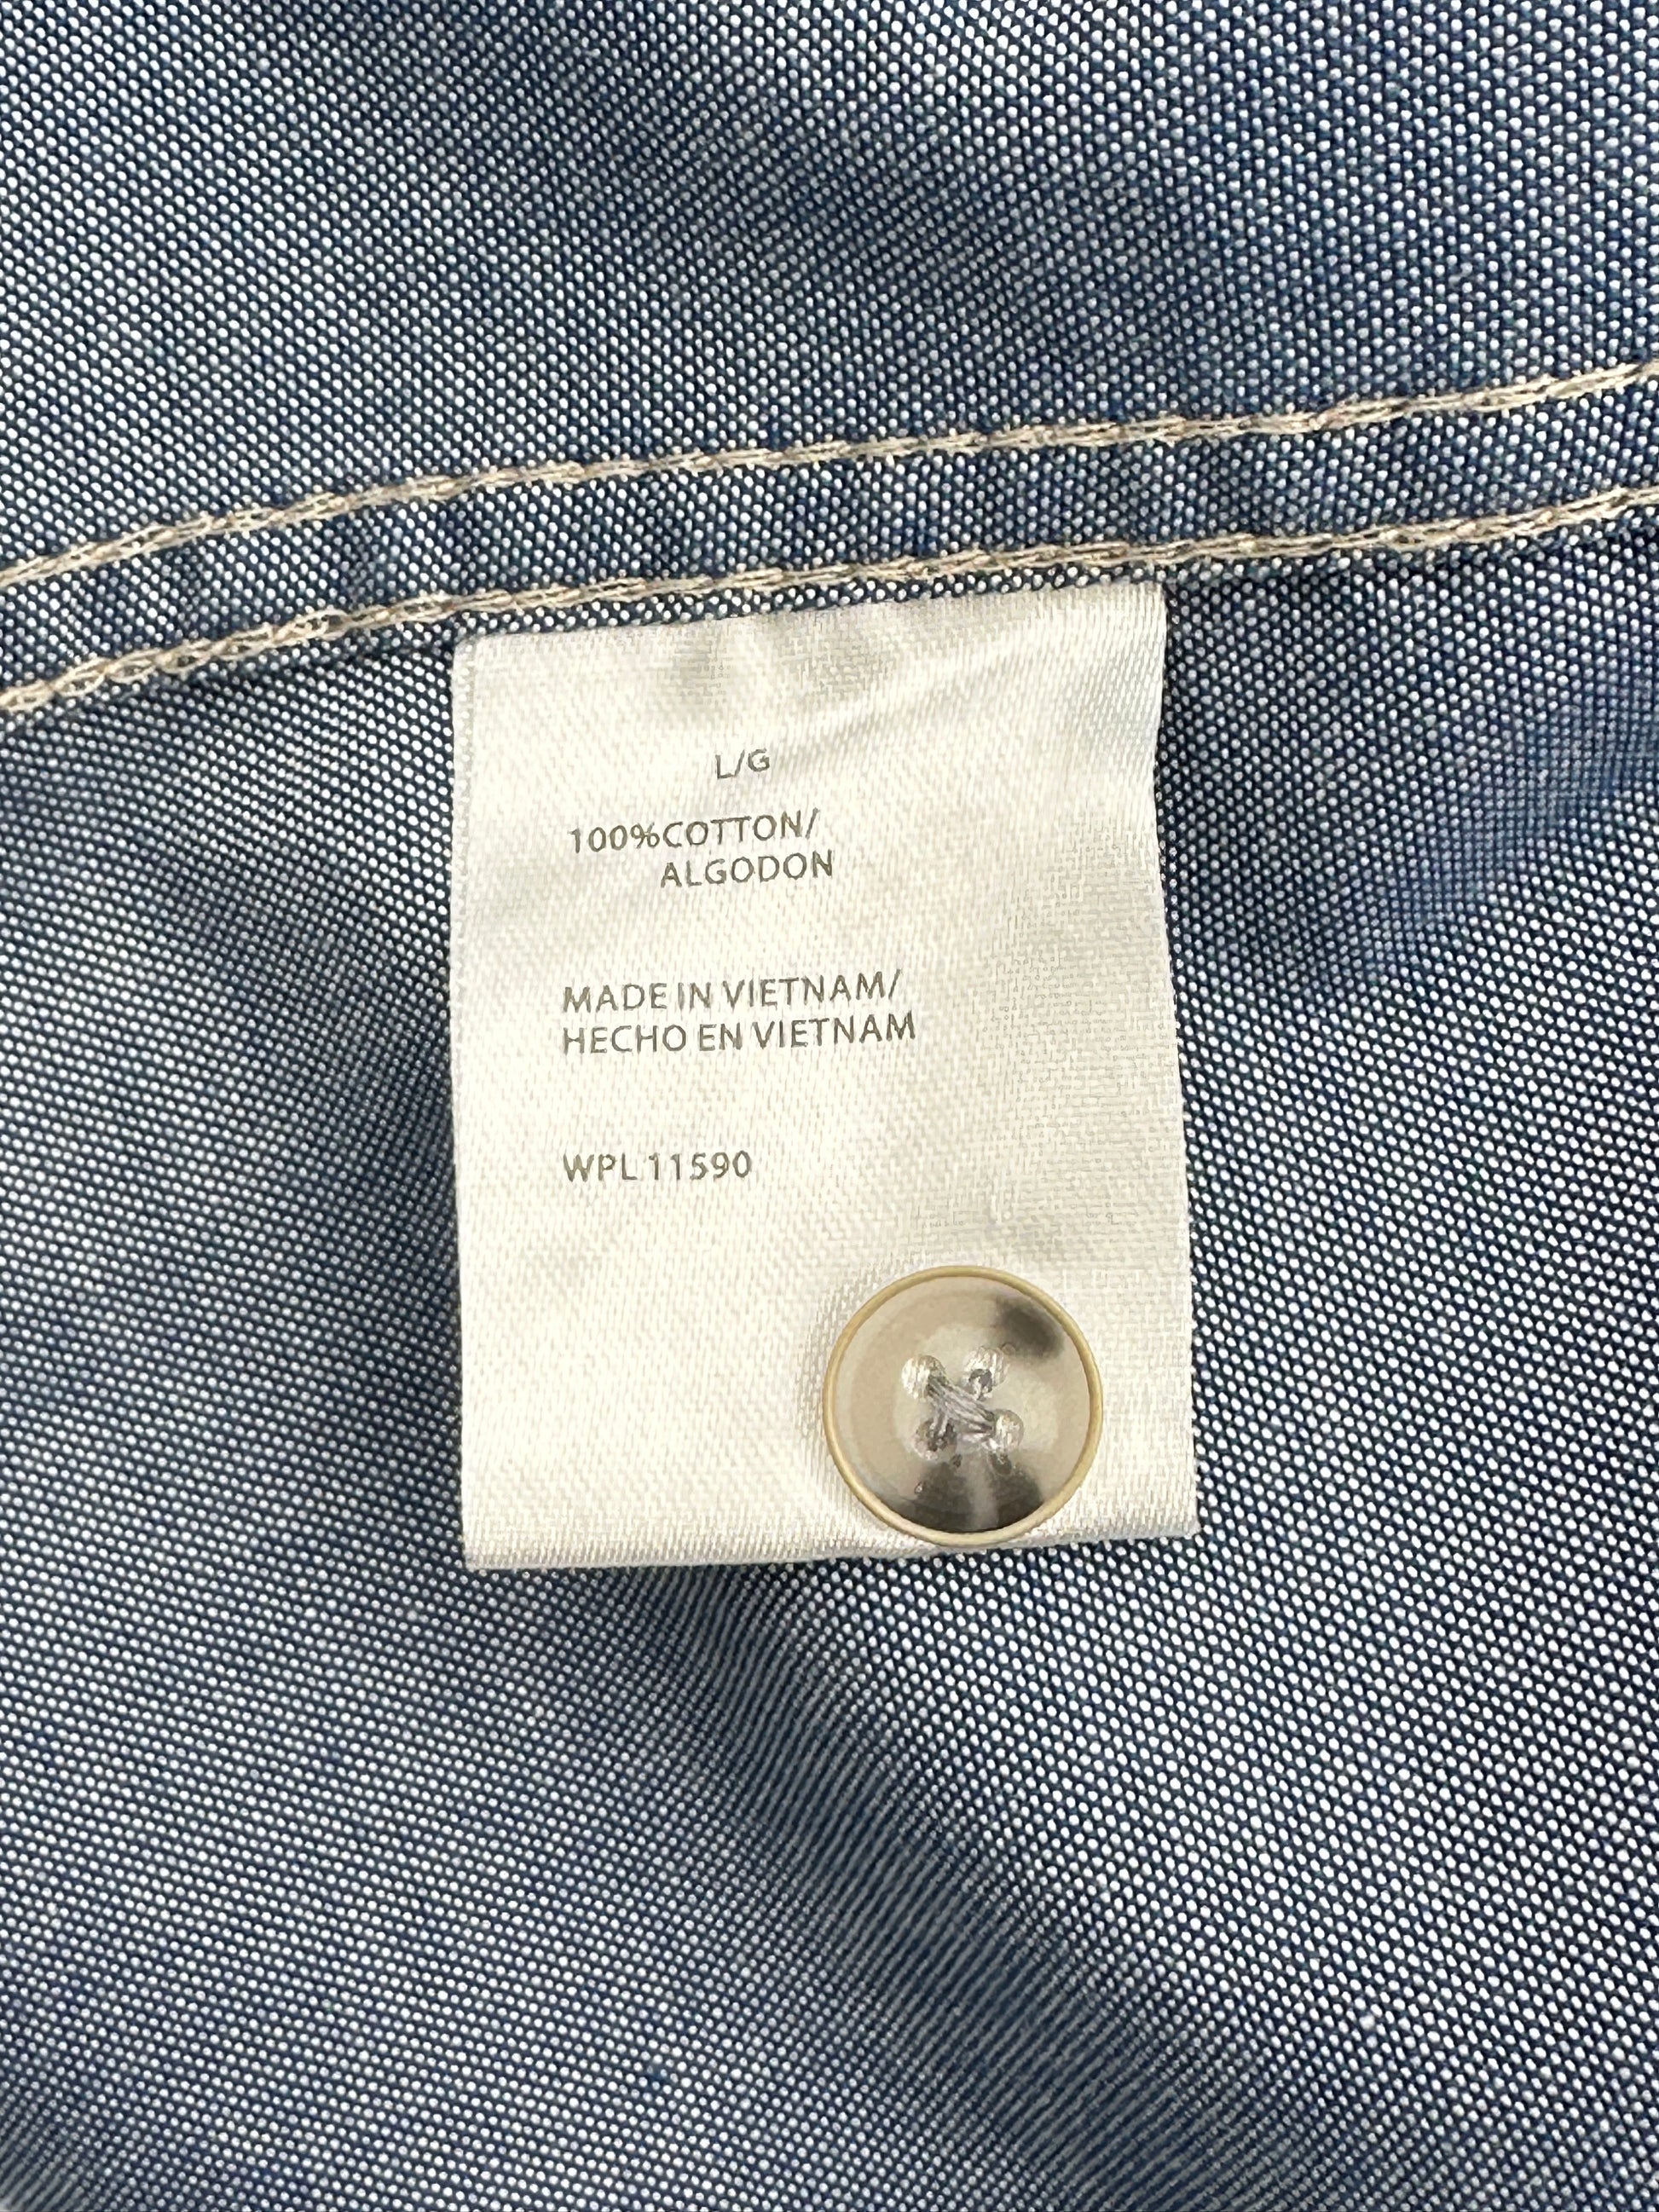 L/G
100%COTTON/
ALGODON
MADE IN VIETNAM/
HECHO EN VIETNAM
WPL 11590